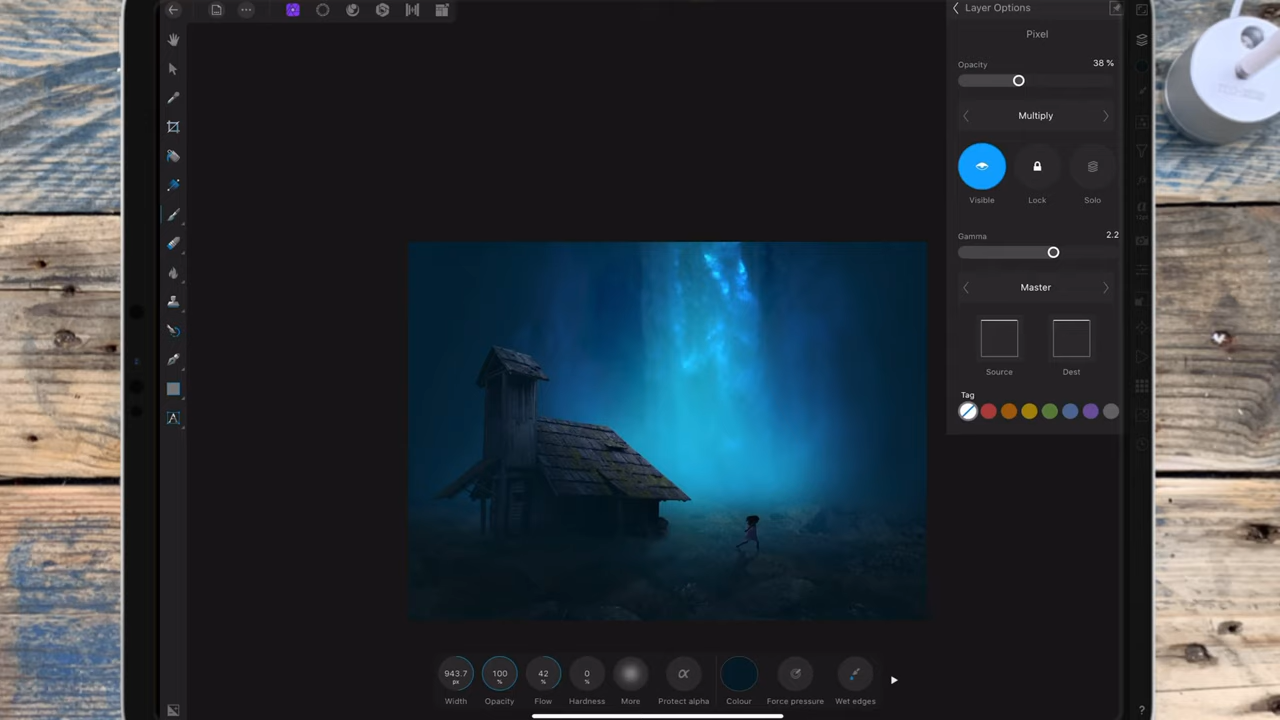 Layer Options
Pixel
Opacity
38 %
Multiply
Visible
Lock
Solo
Gamma
2.2
Master
Source
Dest
Tag
A
943.7
px
100
%
42
%
0
%
Width
Opacity
Flow
Hardness
More
Protect alpha
Colour
Force pressure
Wet edges
?